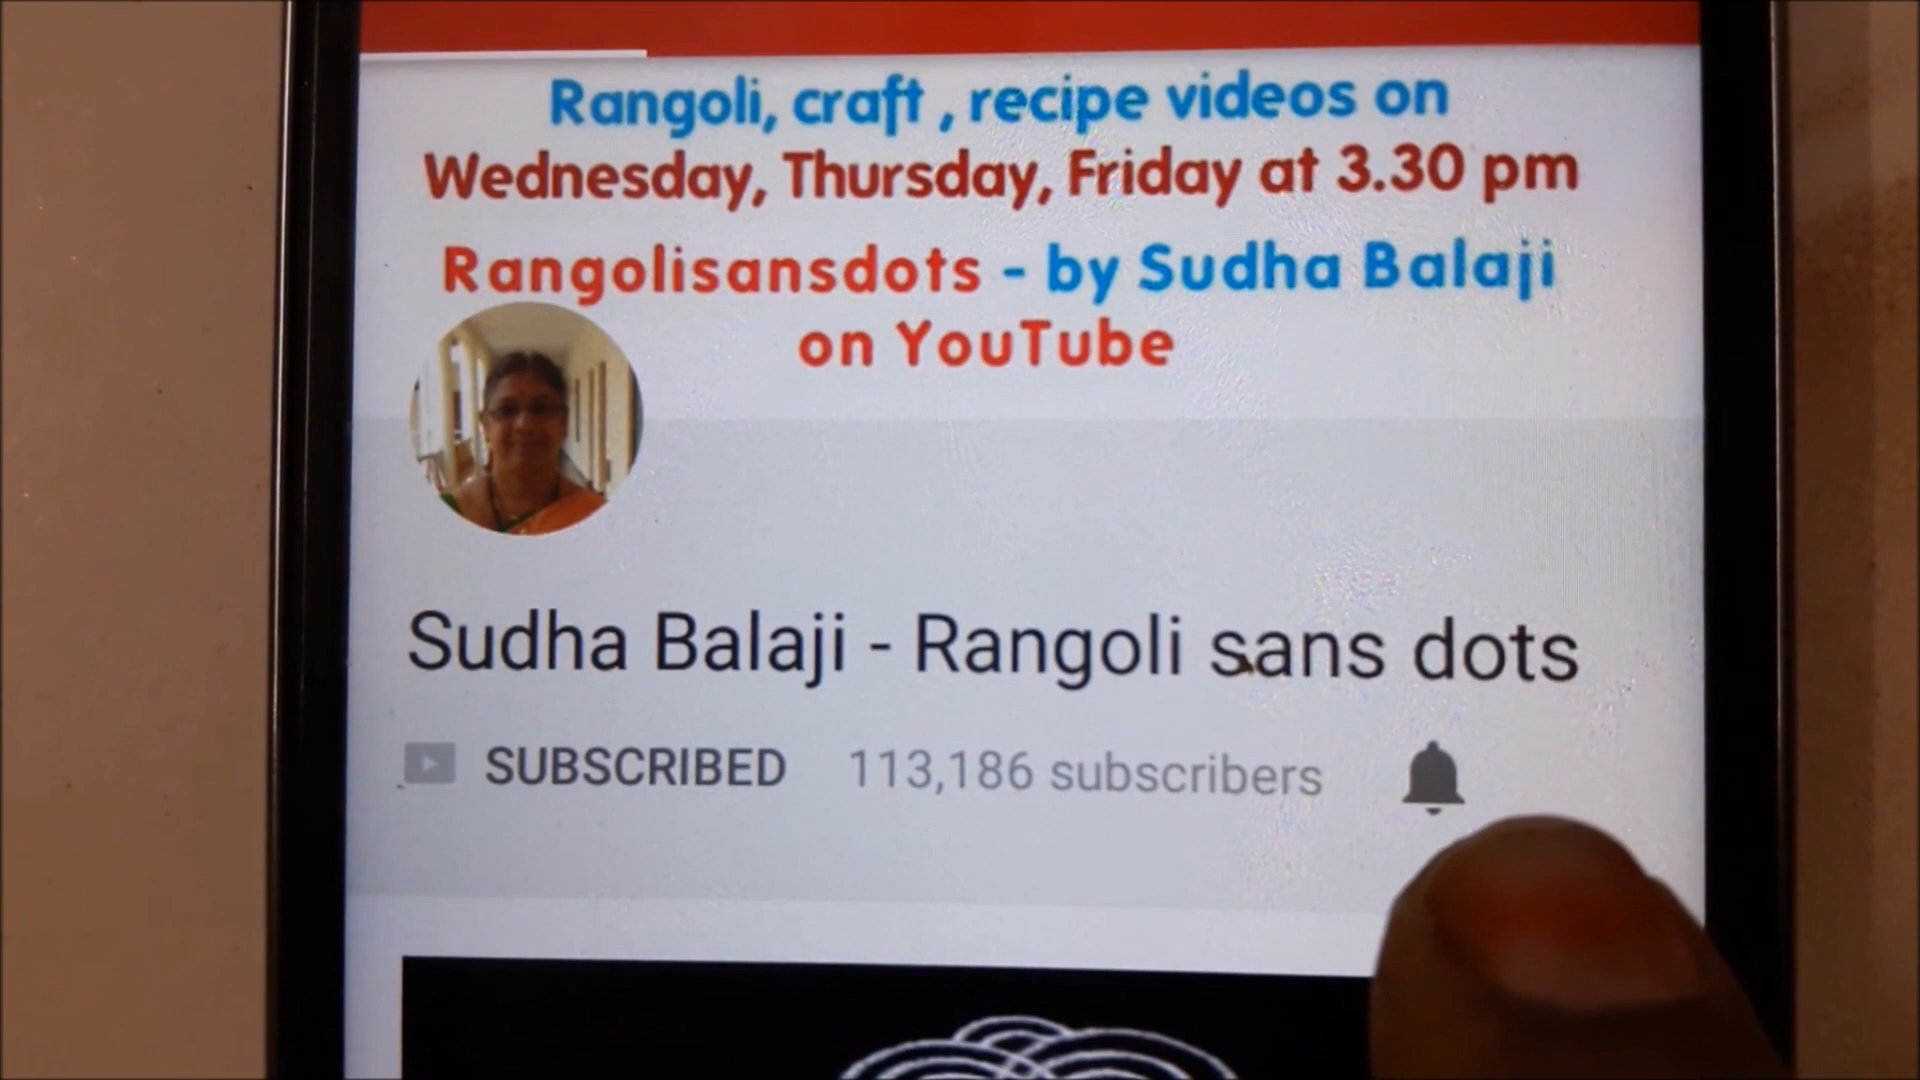 Rangoli, craft , recipe videos on
Wednesday, Thursday, Friday at 3.30 pm
Rangolisansdots - by Sudha Balaji
on YouTube
Sudha Balaji - Rangoli sans dots
SUBSCRIBED 113,186 subscribers